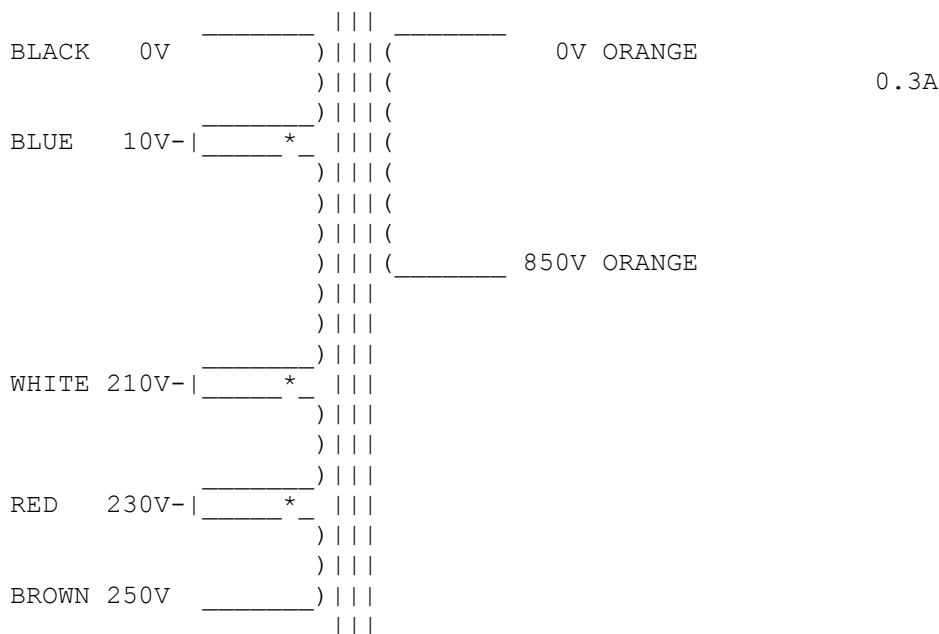 BLACK 0V 0V ORANGE
0.3A
BLUE 10V
850V ORANGE
WHITE 210V
RED 230V
BROWN 250V